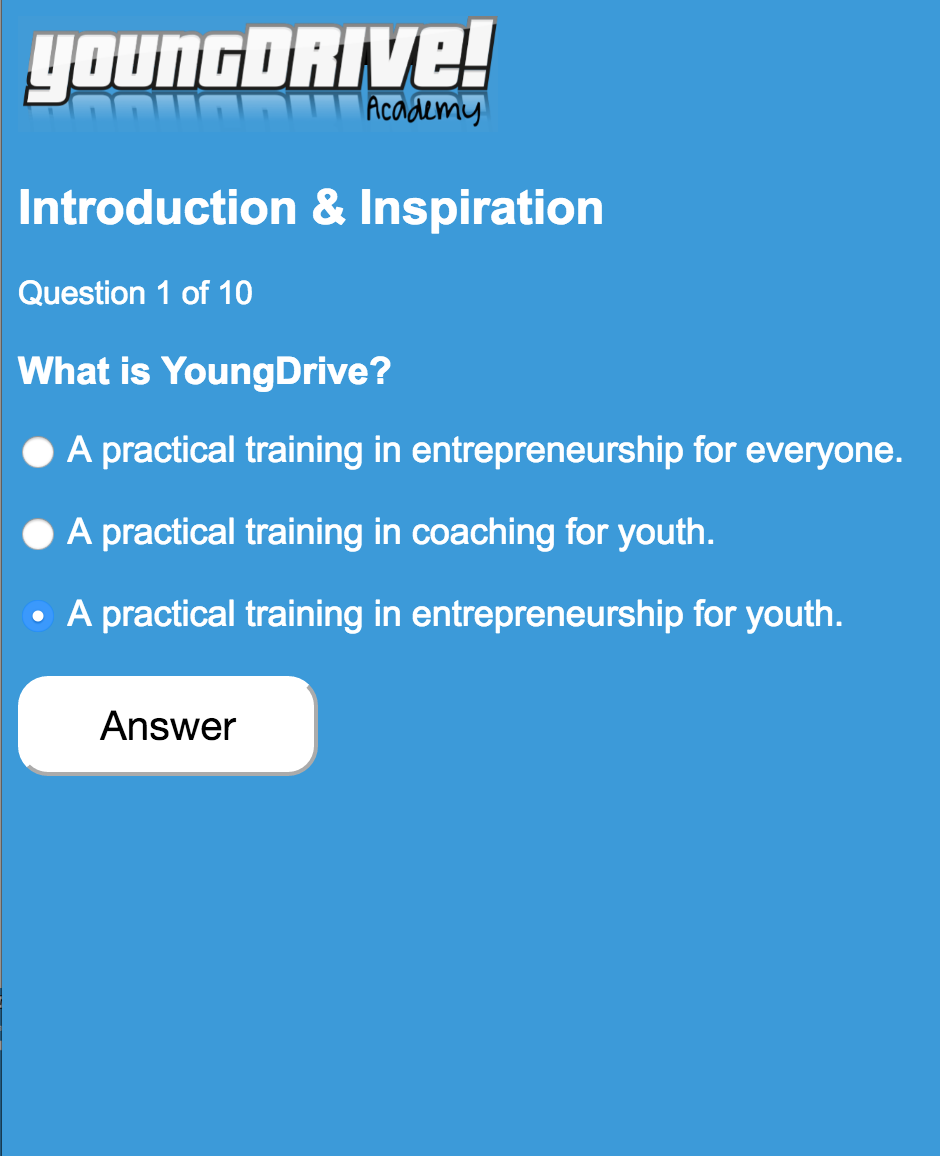 youngDRIVe!
Academy
Introduction & Inspiration
Question 1 of 10
What is YoungDrive?
A practical training in entrepreneurship for everyone.
A practical training in coaching for youth.
A practical training in entrepreneurship for youth.
Answer